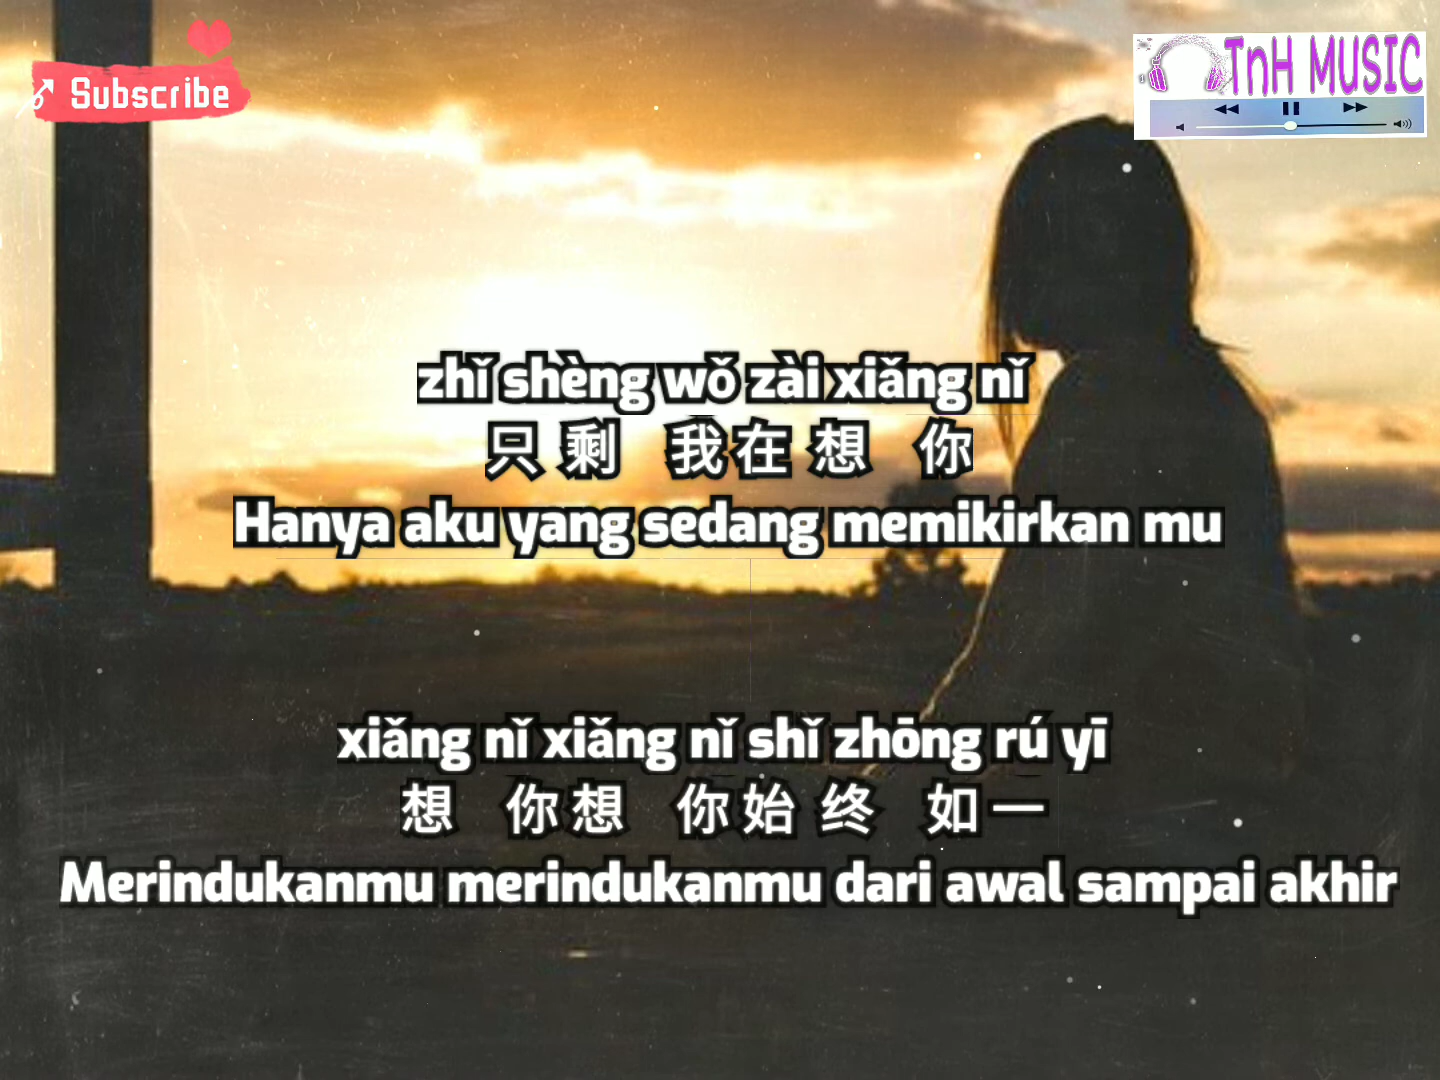 Subscribe
TnH MUSIC
zhǐ shèng wǒ zài xiǎng nǐ
只 剩 我 在 想 你
Hanya aku yang sedang memikirkan mu
xiǎng nǐ xiǎng nǐ shǐ zhōng rú yī
想 你 想 你 始 终 如 一
Merindukanmu merindukanmu dari awal sampai akhir